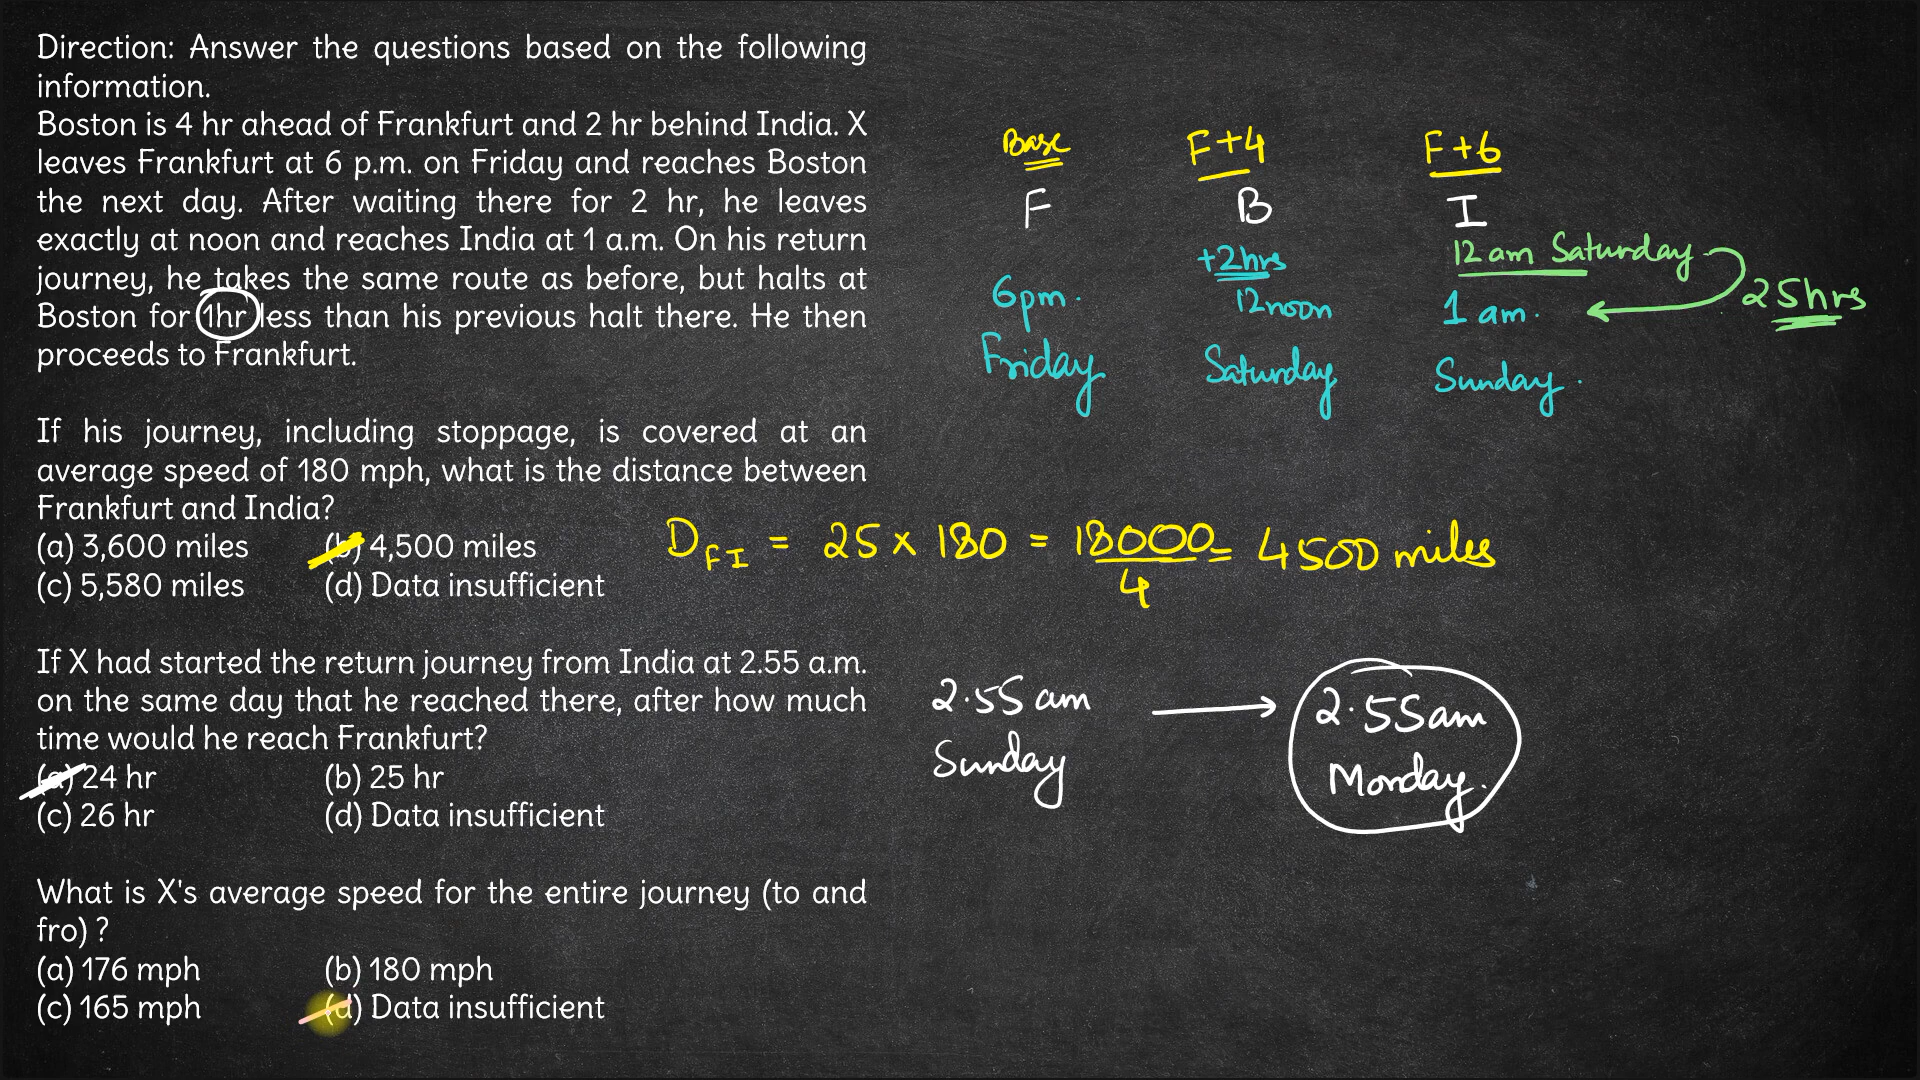 Direction: Answer the questions based on the following
information.
Boston is 4 hr ahead of Frankfurt and 2 hr behind India. X
leaves Frankfurt at 6 p.m. on Friday and reaches Boston
the next day. After waiting there for 2 hr, he leaves
exactly at noon and reaches India at 1 a.m. On his return
journey, he takes the same route as before, but halts at
Boston for 1hr less than his previous halt there. He then
proceeds to Frankfurt.
If his journey, including stoppage, is covered at an
average speed of 180 mph, what is the distance between
Frankfurt and India?
(a) 3,600 miles (b) 4,500 miles
(c) 5,580 miles (d) Data insufficient
If X had started the return journey from India at 2.55 a.m.
on the same day that he reached there, after how much
time would he reach Frankfurt?
(a) 24 hr (b) 25 hr
(c) 26 hr (d) Data insufficient
What is X's average speed for the entire journey (to and
fro) ?
(a) 176 mph (b) 180 mph
(c) 165 mph (d) Data insufficient
Base F+4 F+6
F B I
+2hrs 12am Saturday
6pm. 12noon 1 am. 25hrs
Friday Saturday Sunday.
D FI = 25 x 180 = 18000/4 = 4500 miles
2.55 am → 2.55am
Sunday Monday.